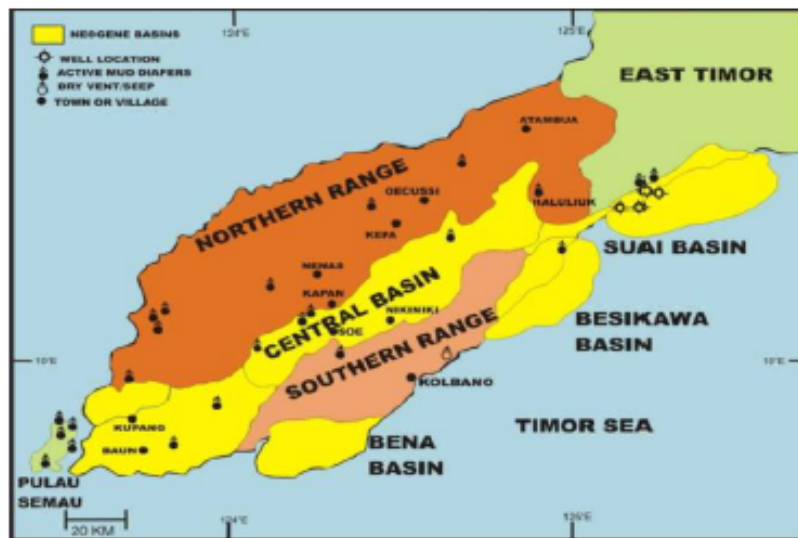 124°E
125°E
NEOGENE BASINS
WELL LOCATION
ACTIVE MUD DIAPERS
DRY VENT/SEEP
TOWN OR VILLAGE
EAST TIMOR
ATAMBUA
NORTHERN RANGE
OECUSSI
HALULIUK
KEFA
SUAI BASIN
NENAS
CENTRAL BASIN
KAPAN
NIKINIKI
SOE
BESIKAWA
BASIN
SOUTHERN RANGE
10°E
10°E
KOLBANO
KUPANG
TIMOR SEA
BAUN
BENA
BASIN
PULAU
SEMAU
20 KM
124°E
125°E